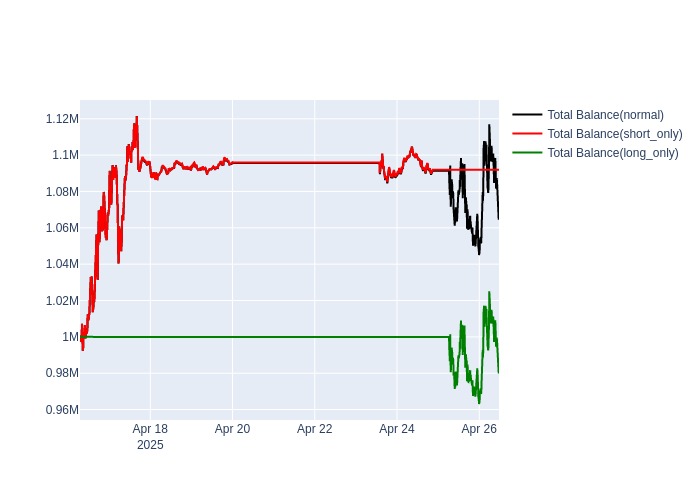 1.12M
1.1M
1.08M
1.06M
1.04M
1.02M
1M
0.98M
0.96M
Apr 18
2025
Apr 20
Apr 22
Apr 24
Apr 26
Total Balance(normal)
Total Balance(short_only)
Total Balance(long_only)